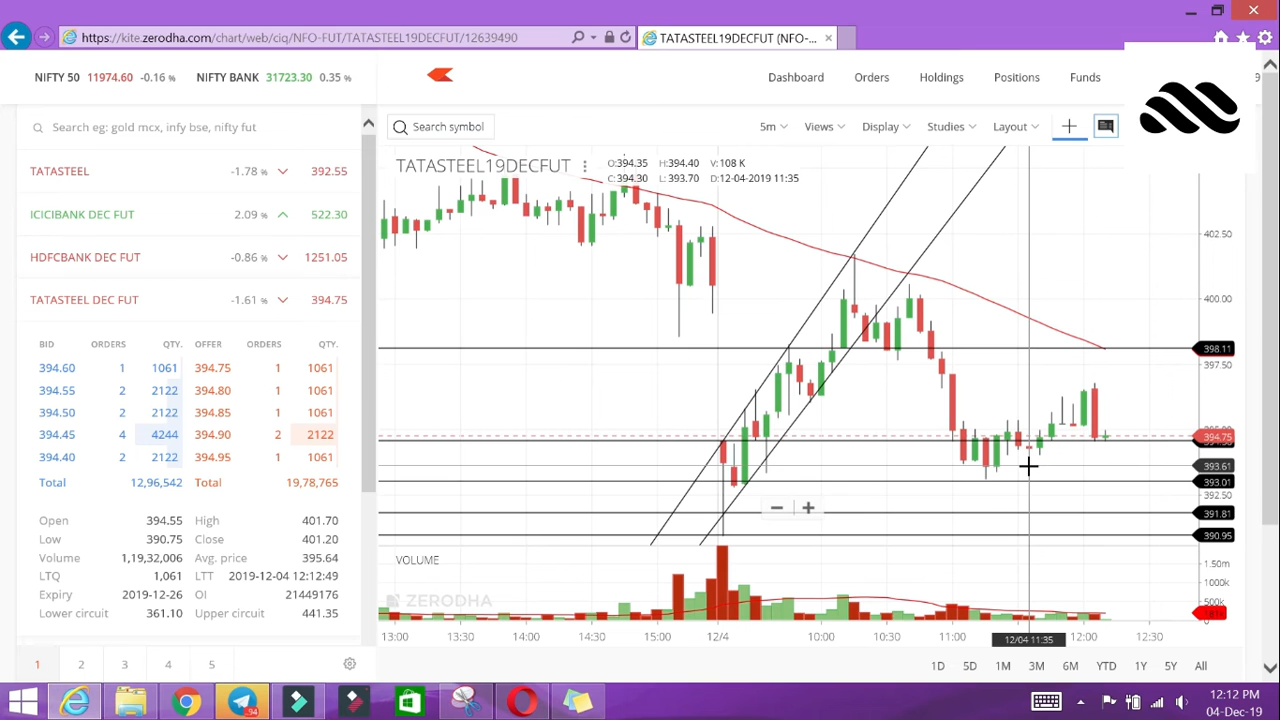 https://kite.zerodha.com/chart/web/ciq/NFO-FUT/TATASTEEL19DECFUT/12639490
TATASTEEL19DECFUT (NFO-...
NIFTY 50 11974.60 -0.16 % NIFTY BANK 31723.30 0.35 %
Dashboard Orders Holdings Positions Funds
Search eg: gold mcx, infy bse, nifty fut
Search symbol 5m Views Display Studies Layout
TATASTEEL -1.78 % 392.55
ICICIBANK DEC FUT 2.09 % 522.30
HDFCBANK DEC FUT -0.86 % 1251.05
TATASTEEL DEC FUT -1.61 % 394.75
BID ORDERS QTY. OFFER ORDERS QTY.
394.60 1 1061 394.75 1 1061
394.55 2 2122 394.80 1 1061
394.50 2 2122 394.85 1 1061
394.45 4 4244 394.90 2 2122
394.40 2 2122 394.95 1 1061
Total 12,96,542 Total 19,78,765
Open 394.55 High 401.70
Low 390.75 Close 401.20
Volume 1,19,32,006 Avg. price 395.64
LTQ 1,061 LTT 2019-12-04 12:12:49
Expiry 2019-12-26 OI 21449176
Lower circuit 361.10 Upper circuit 441.35
1 2 3 4 5
TATASTEEL19DECFUT
O:394.35 H:394.40 V:108 K
C:394.30 L:393.70 D:12-04-2019 11:35
402.50
400.00
398.11
397.50
394.75
393.61
393.01
392.50
391.81
390.95
VOLUME
1.50m
1000k
500k
0
ZERODHA
13:00 13:30 14:00 14:30 15:00 12/4 10:00 10:30 11:00 12/04 11:35 12:00 12:30
1D 5D 1M 3M 6M YTD 1Y 5Y All
94
12:12 PM
04-Dec-19